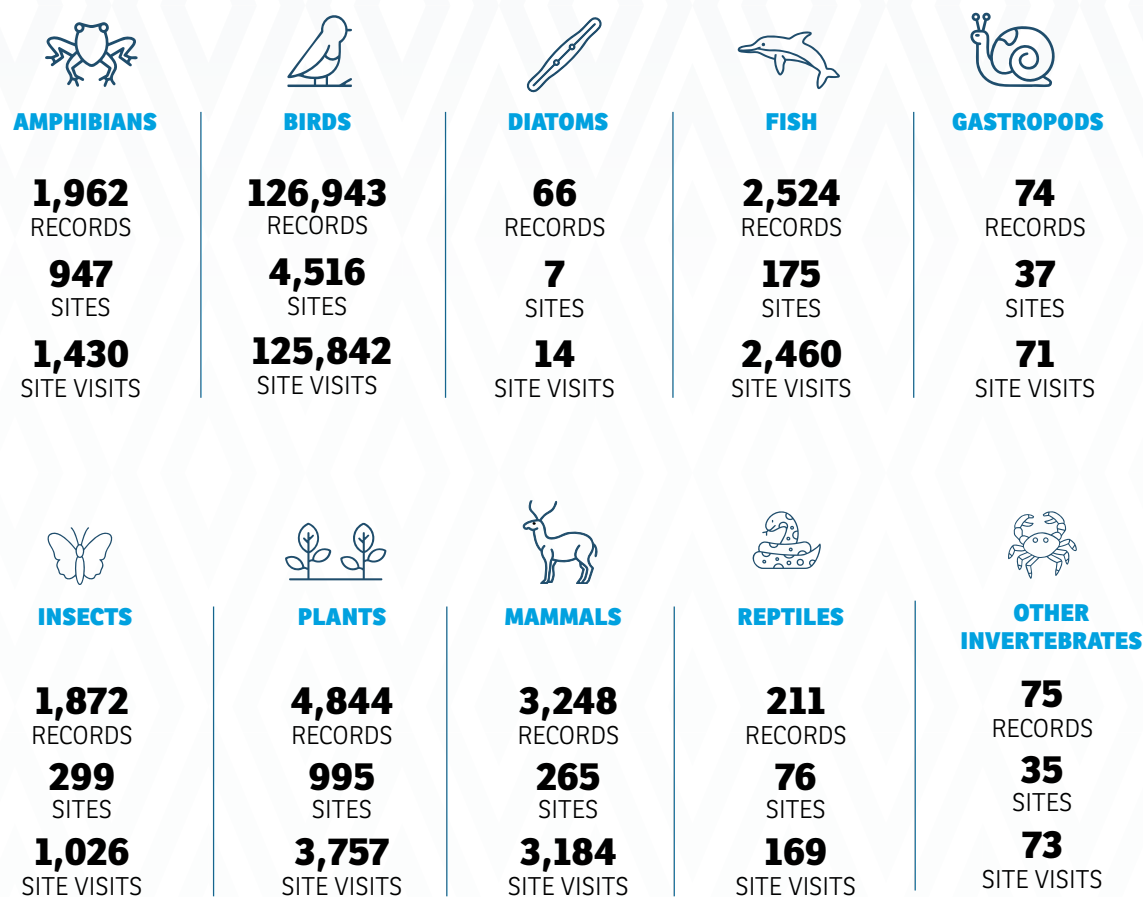 AMPHIBIANS
1,962
RECORDS
947
SITES
1,430
SITE VISITS
BIRDS
126,943
RECORDS
4,516
SITES
125,842
SITE VISITS
DIATOMS
66
RECORDS
7
SITES
14
SITE VISITS
FISH
2,524
RECORDS
175
SITES
2,460
SITE VISITS
GASTROPODS
74
RECORDS
37
SITES
71
SITE VISITS
INSECTS
1,872
RECORDS
299
SITES
1,026
SITE VISITS
PLANTS
4,844
RECORDS
995
SITES
3,757
SITE VISITS
MAMMALS
3,248
RECORDS
265
SITES
3,184
SITE VISITS
REPTILES
211
RECORDS
76
SITES
169
SITE VISITS
OTHER
INVERTEBRATES
75
RECORDS
35
SITES
73
SITE VISITS